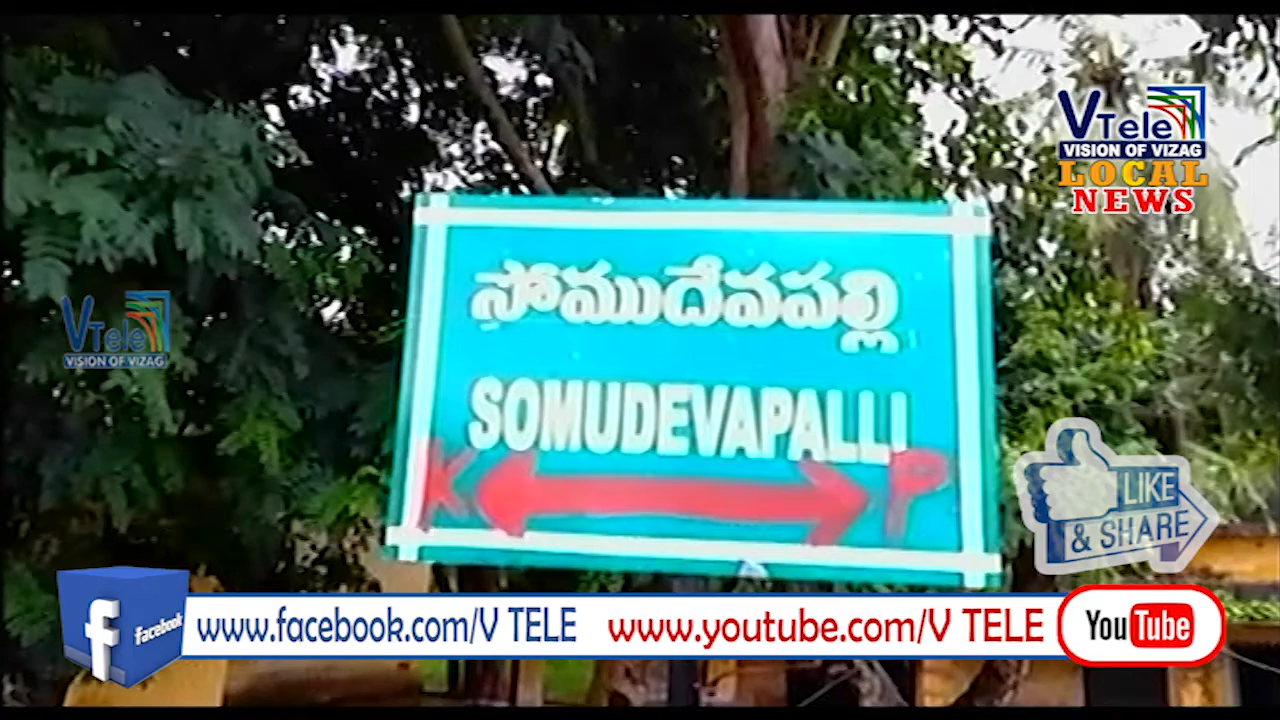 VTele
VISION OF VIZAG
LOCAL
NEWS
సోముదేవపల్లి
VTele
VISION OF VIZAG
SOMUDEVAPALLI
K P
LIKE
& SHARE
facebook
www.facebook.com/V TELE www.youtube.com/V TELE
YouTube